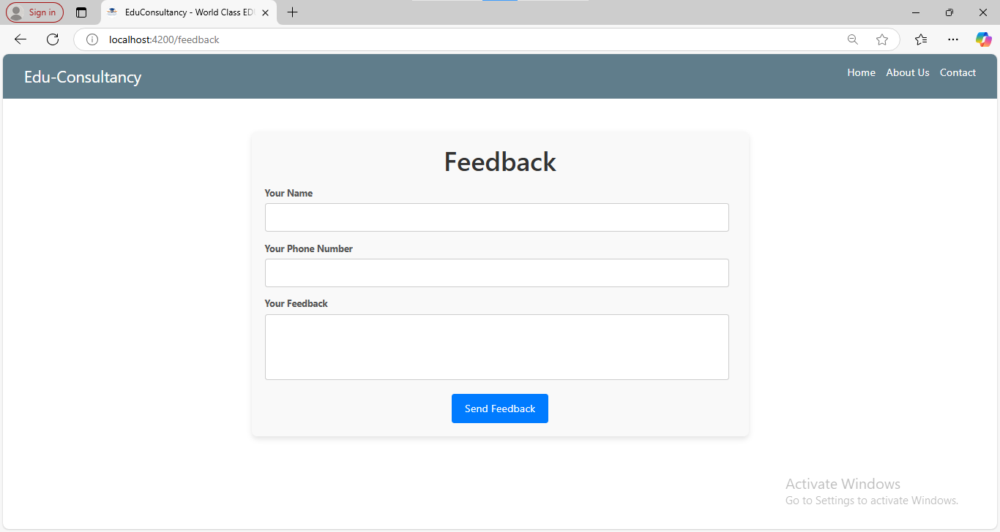 Sign in
EduConsultancy - World Class ED
localhost:4200/feedback
Edu-Consultancy
Home About Us Contact
Feedback
Your Name
Your Phone Number
Your Feedback
Send Feedback
Activate Windows
Go to Settings to activate Windows.